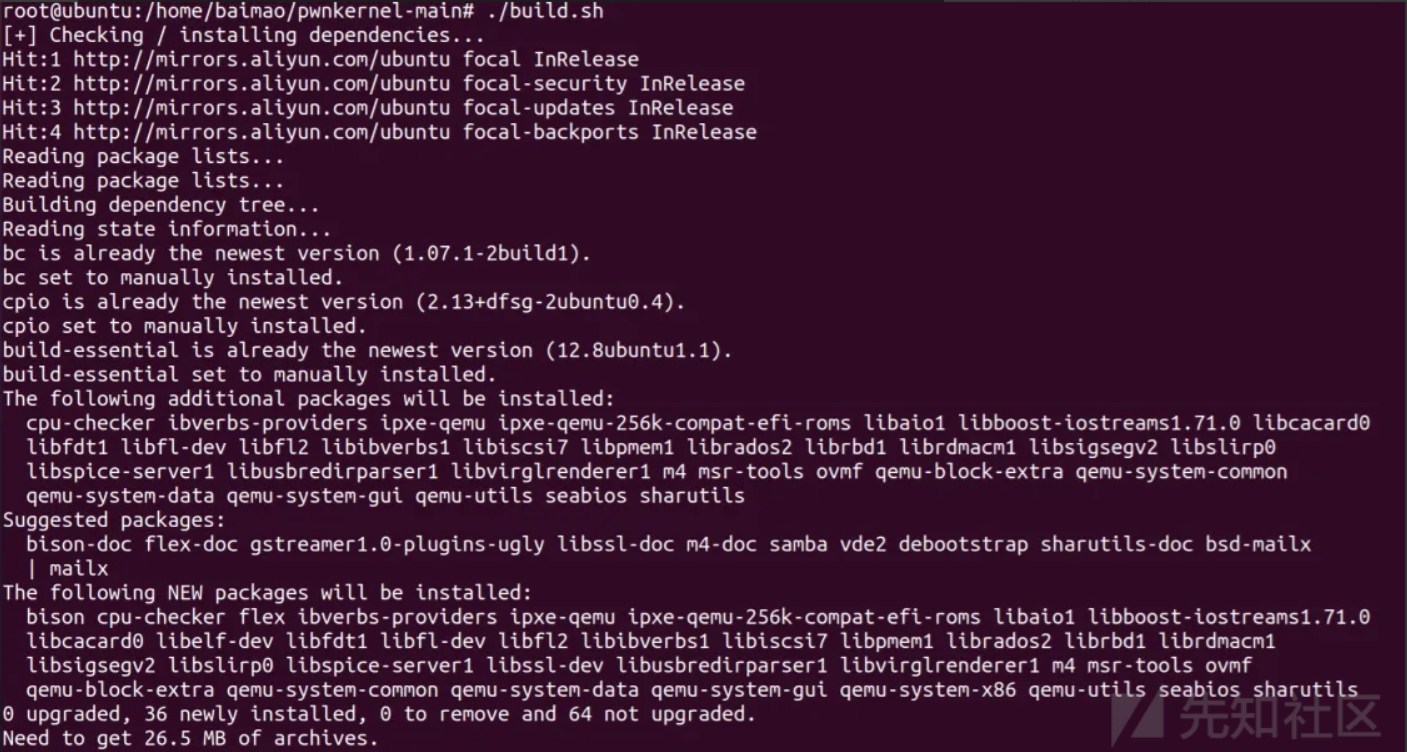 root@ubuntu:/home/baimao/pwnkernel-main# ./build.sh
[+] Checking / installing dependencies...
Hit:1 http://mirrors.aliyun.com/ubuntu focal InRelease
Hit:2 http://mirrors.aliyun.com/ubuntu focal-security InRelease
Hit:3 http://mirrors.aliyun.com/ubuntu focal-updates InRelease
Hit:4 http://mirrors.aliyun.com/ubuntu focal-backports InRelease
Reading package lists...
Reading package lists...
Building dependency tree...
Reading state information...
bc is already the newest version (1.07.1-2build1).
bc set to manually installed.
cpio is already the newest version (2.13+dfsg-2ubuntu0.4).
cpio set to manually installed.
build-essential is already the newest version (12.8ubuntu1.1).
build-essential set to manually installed.
The following additional packages will be installed:
  cpu-checker ibverbs-providers ipxe-qemu ipxe-qemu-256k-compat-efi-roms libaio1 libboost-iostreams1.71.0 libcacard0
  libfdt1 libfl-dev libfl2 libibverbs1 libiscsi7 libpmem1 librados2 librbd1 librdmacm1 libsigsegv2 libslirp0
  libspice-server1 libusbredirparser1 libvirglrenderer1 m4 msr-tools ovmf qemu-block-extra qemu-system-common
  qemu-system-data qemu-system-gui qemu-utils seabios sharutils
Suggested packages:
  bison-doc flex-doc gstreamer1.0-plugins-ugly libssl-doc m4-doc samba vde2 debootstrap sharutils-doc bsd-mailx
  | mailx
The following NEW packages will be installed:
  bison cpu-checker flex ibverbs-providers ipxe-qemu ipxe-qemu-256k-compat-efi-roms libaio1 libboost-iostreams1.71.0
  libcacard0 libelf-dev libfdt1 libfl-dev libfl2 libibverbs1 libiscsi7 libpmem1 librados2 librbd1 librdmacm1
  libsigsegv2 libslirp0 libspice-server1 libssl-dev libusbredirparser1 libvirglrenderer1 m4 msr-tools ovmf
  qemu-block-extra qemu-system-common qemu-system-data qemu-system-gui qemu-system-x86 qemu-utils seabios sharutils
0 upgraded, 36 newly installed, 0 to remove and 64 not upgraded.
Need to get 26.5 MB of archives.
先知社区